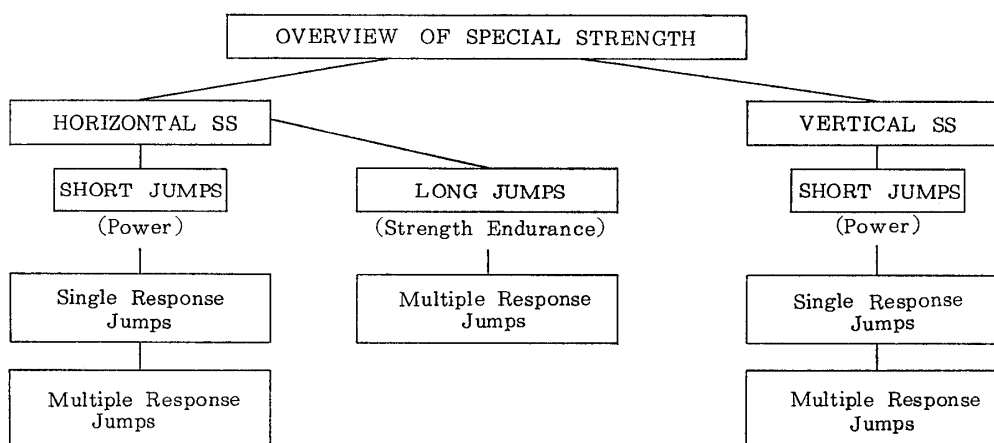 OVERVIEW OF SPECIAL STRENGTH
HORIZONTAL SS
VERTICAL SS
SHORT JUMPS
(Power)
LONG JUMPS
(Strength Endurance)
SHORT JUMPS
(Power)
Single Response
Jumps
Multiple Response
Jumps
Single Response
Jumps
Multiple Response
Jumps
Multiple Response
Jumps